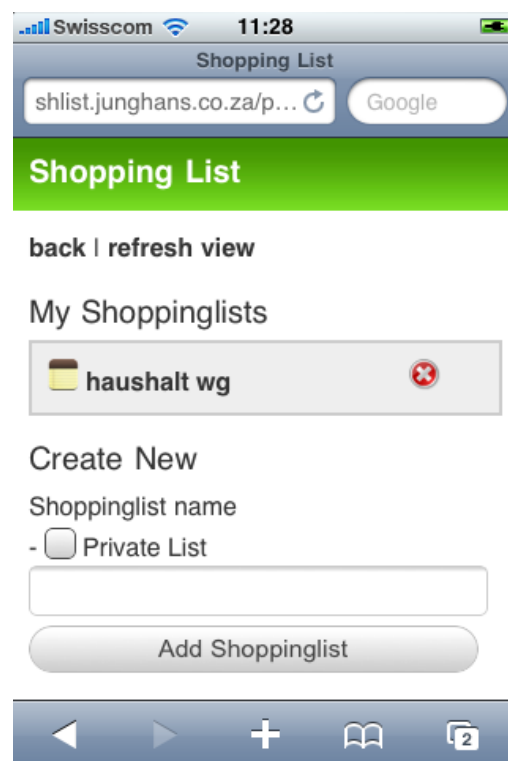 Swisscom 11:28
Shopping List
shlist.junghans.co.za/p... Google
Shopping List
back | refresh view
My Shoppinglists
haushalt wg
Create New
Shoppinglist name
- Private List
Add Shoppinglist
2